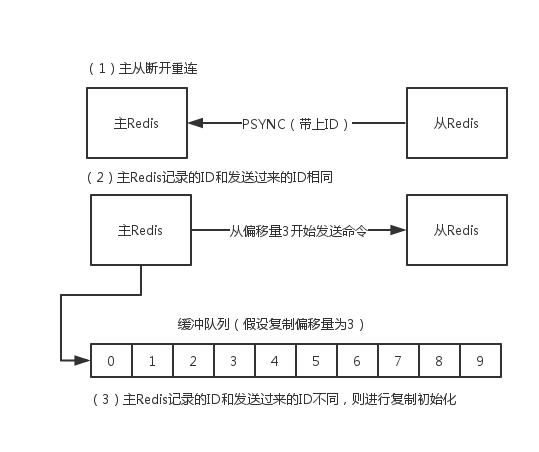 （1）主从断开重连
主Redis
PSYNC（带上ID）
从Redis
（2）主Redis记录的ID和发送过来的ID相同
主Redis
从偏移量3开始发送命令
从Redis
缓冲队列（假设复制偏移量为3）
0 1 2 3 4 5 6 7 8 9
（3）主Redis记录的ID和发送过来的ID不同，则进行复制初始化